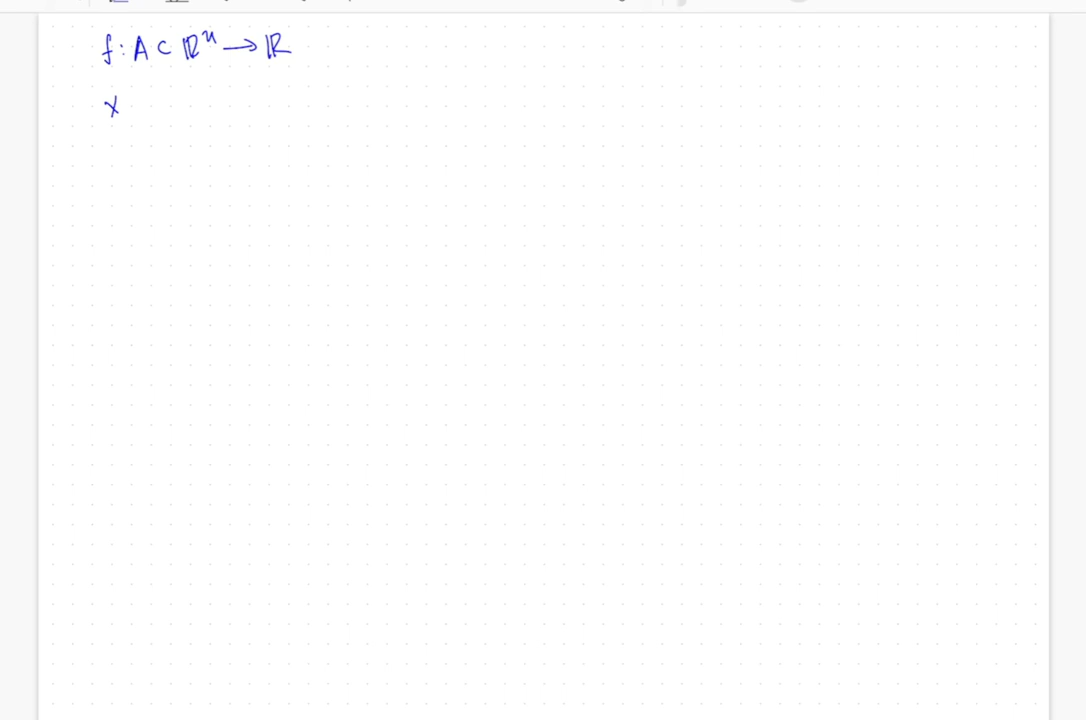 f: A ⊂ ℝⁿ → ℝ
x